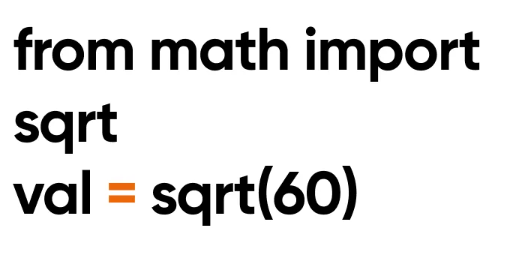 from math import
sqrt
val = sqrt(60)